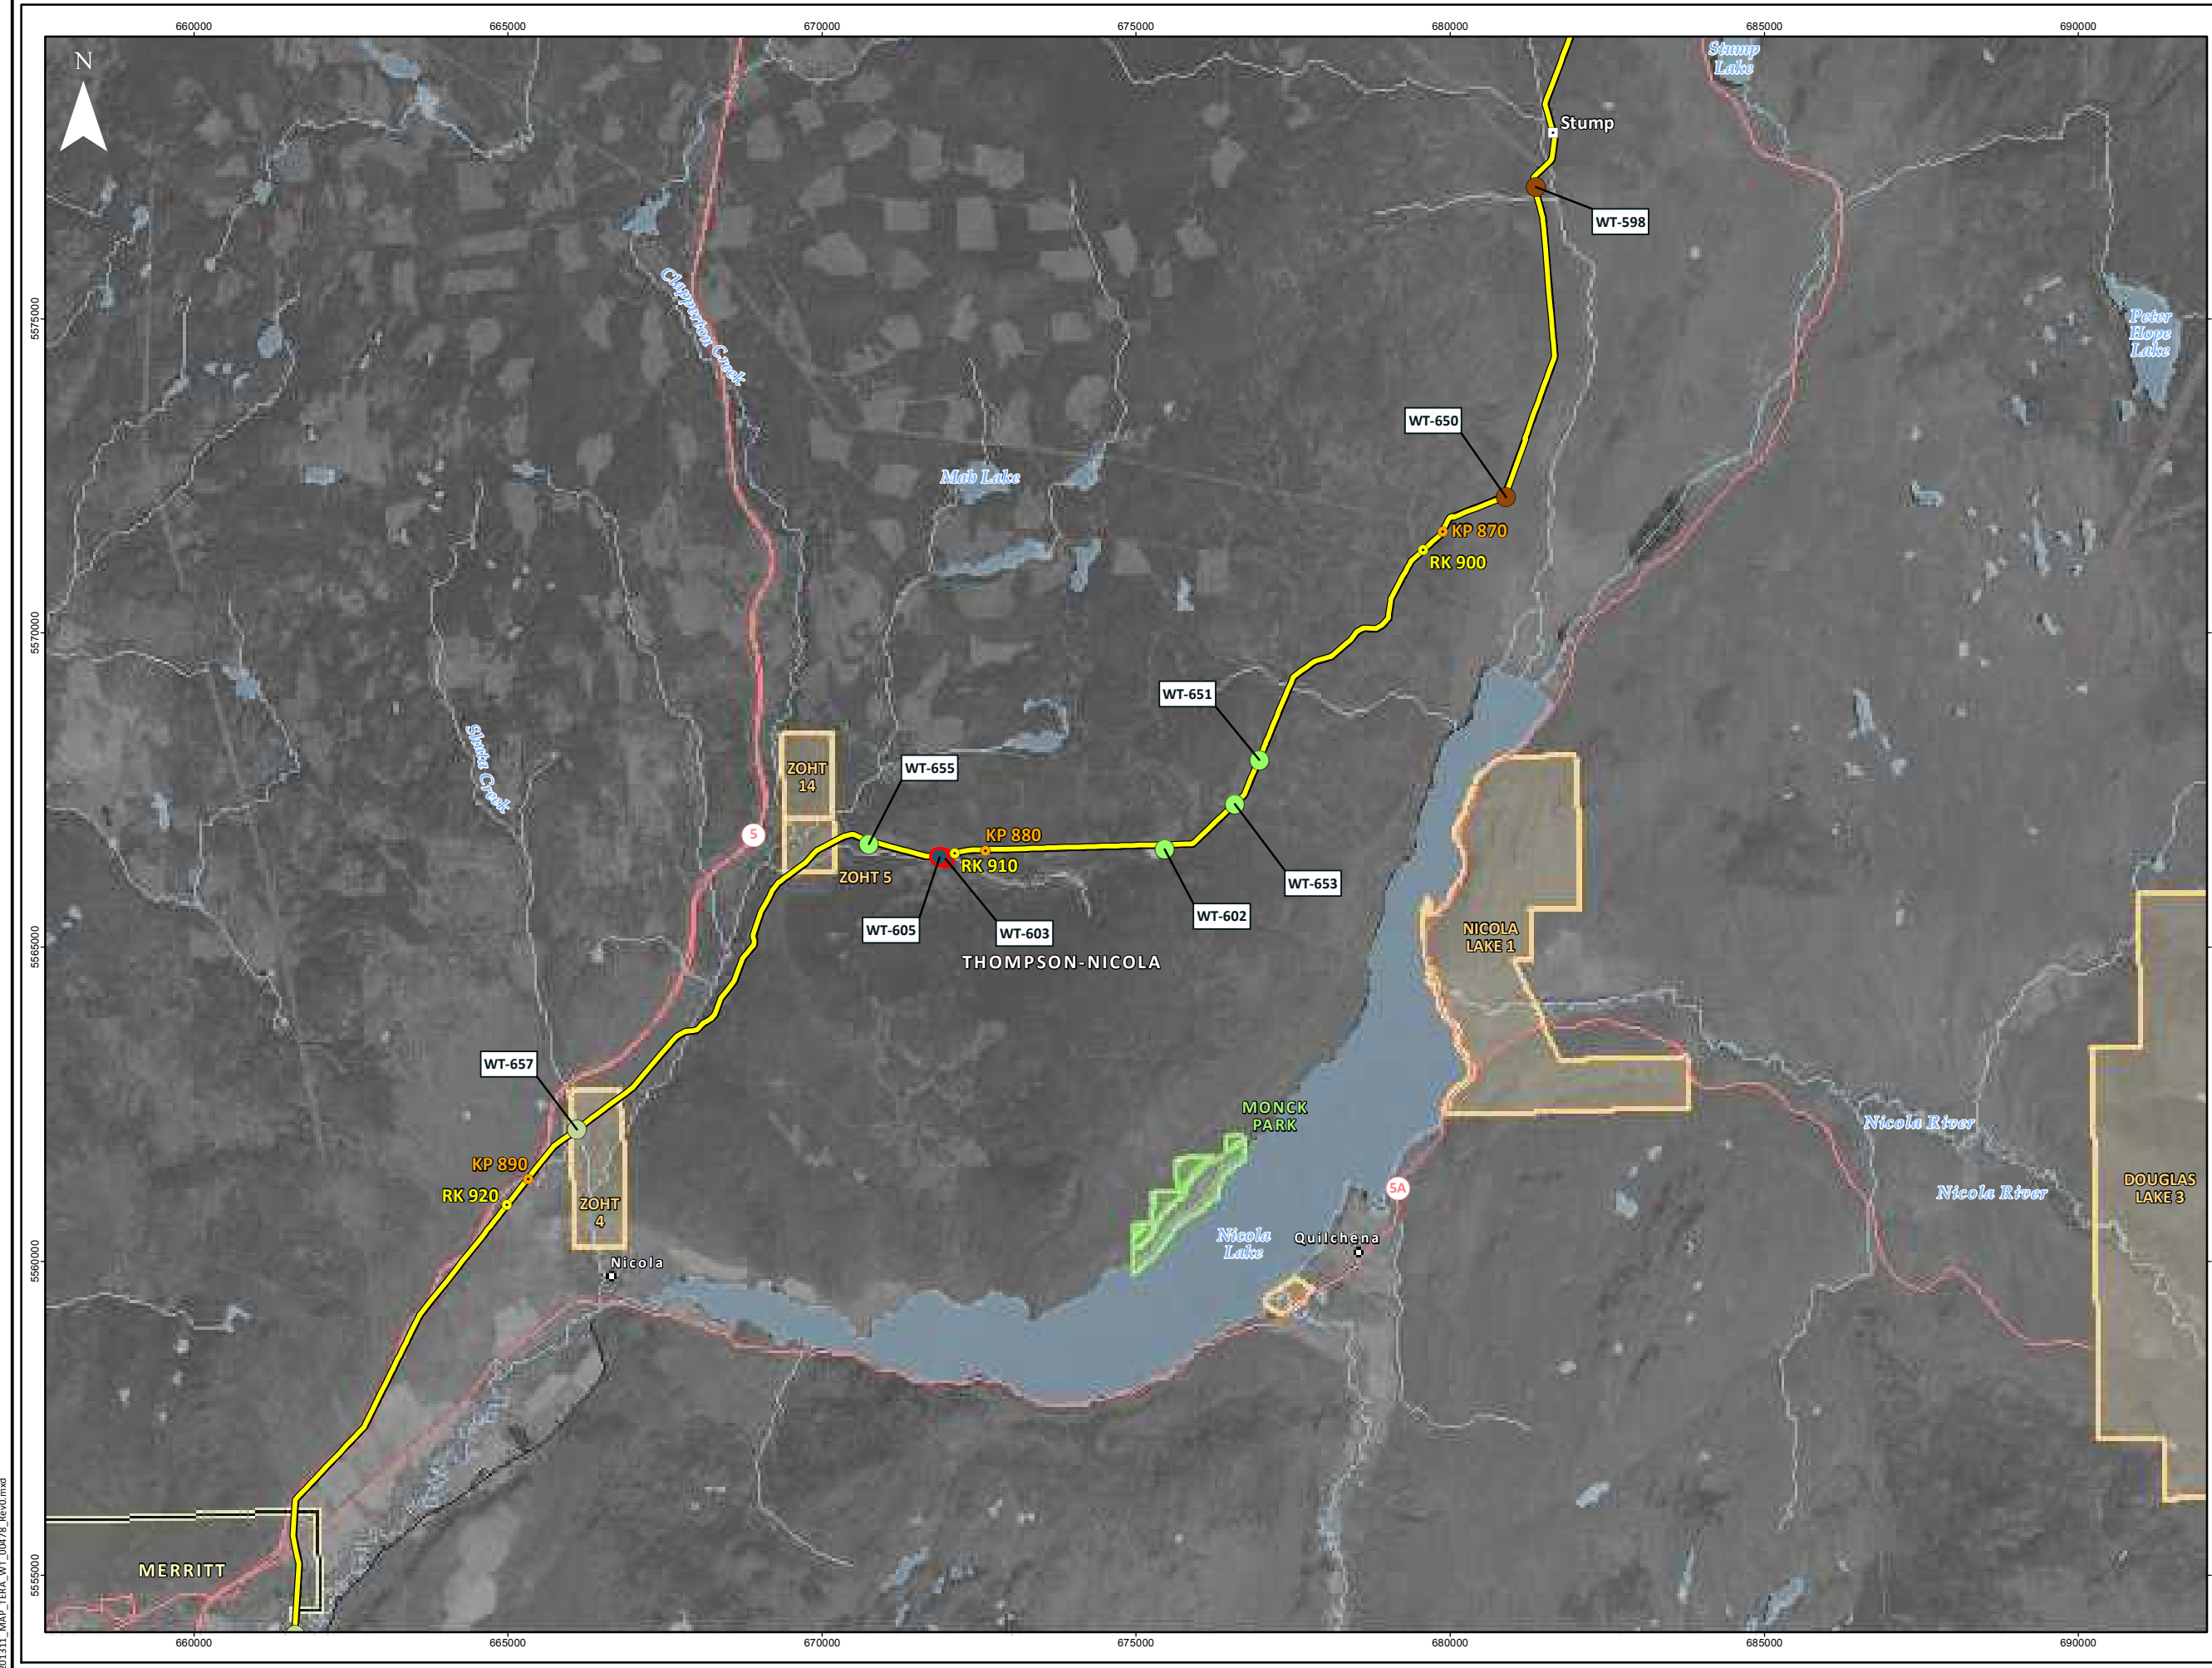 660000
665000
670000
675000
680000
685000
690000
N
Stump
Lake
Stump
WT-598
Clapperton Creek
5575000
Peter
Hope
Lake
WT-650
Mab Lake
KP 870
RK 900
5570000
WT-651
Skuta Creek
ZOHT
14
WT-655
5
KP 880
RK 910
ZOHT 5
WT-653
WT-602
WT-605
WT-603
5565000
NICOLA
LAKE 1
THOMPSON-NICOLA
WT-657
MONCK
PARK
Nicola River
KP 890
RK 920
ZOHT
4
5A
Nicola River
DOUGLAS
LAKE 3
Nicola
Lake
Quilchena
Nicola
5560000
5555000
MERRITT
201311_MAP_TERA_WT_00478_Rev0.mxd
660000
665000
670000
675000
680000
685000
690000